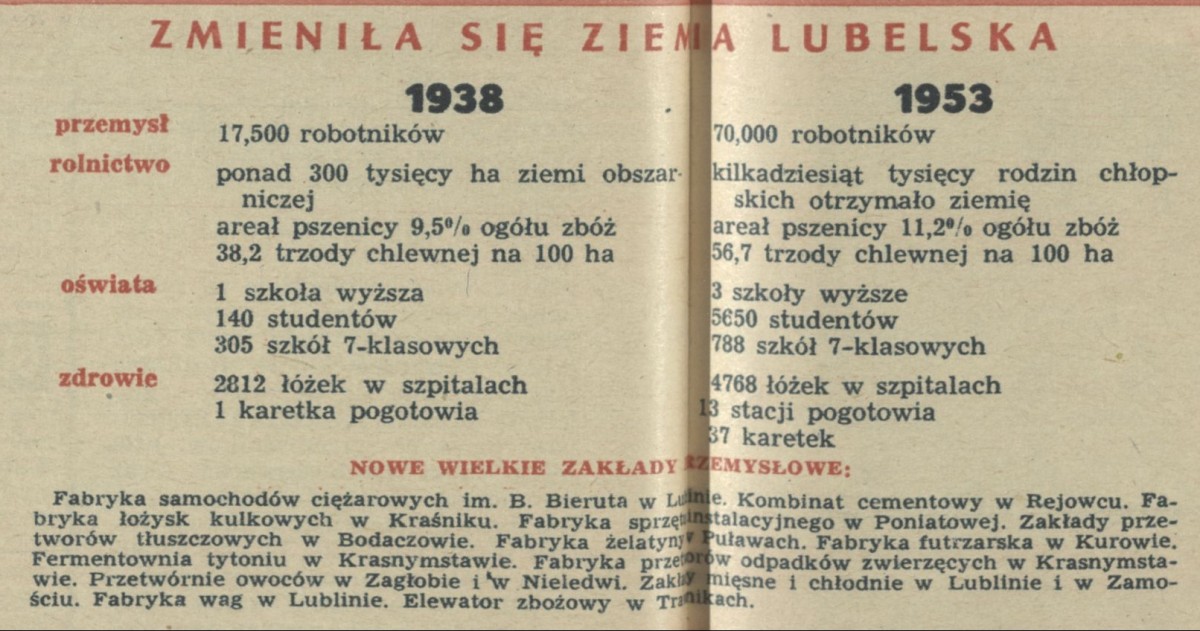 ZMIENIŁA SIĘ ZIEMA LUBELSKA
1938 1953
przemysł 17,500 robotników 70,000 robotników
rolnictwo ponad 300 tysięcy ha ziemi obszar- kilkadziesiąt tysięcy rodzin chłop-
niczej skich otrzymało ziemię
areał pszenicy 9,5% ogółu zbóż areał pszenicy 11,2% ogółu zbóż
38,2 trzody chlewnej na 100 ha 56,7 trzody chlewnej na 100 ha
oświata 1 szkoła wyższa 3 szkoły wyższe
140 studentów 5650 studentów
305 szkół 7-klasowych 788 szkół 7-klasowych
zdrowie 2812 łóżek w szpitalach 4768 łóżek w szpitalach
1 karetka pogotowia 13 stacji pogotowia
37 karetek
NOWE WIELKIE ZAKŁADY RZEMYSŁOWE:
Fabryka samochodów ciężarowych im. B. Bieruta w Kombinat cementowy w Rejowcu. Fa-
bryka łożysk kulkowych w Kraśniku. Fabryka instalacyjnego w Poniatowej. Zakłady prze-
tworów tłuszczowych w Bodaczowie. Fabryka żelatyny w Puławach. Fabryka futrzarska w Kurowie.
Fermentownia tytoniu w Krasnymstawie. Fabryka odpadków zwierzęcych w Krasnymsta-
wie. Przetwórnie owoców w Zagłobie i w Nieledwi. mięsne i chłodnie w Lublinie i w Zamo-
ściu. Fabryka wag w Lublinie. Elewator zbożowy w